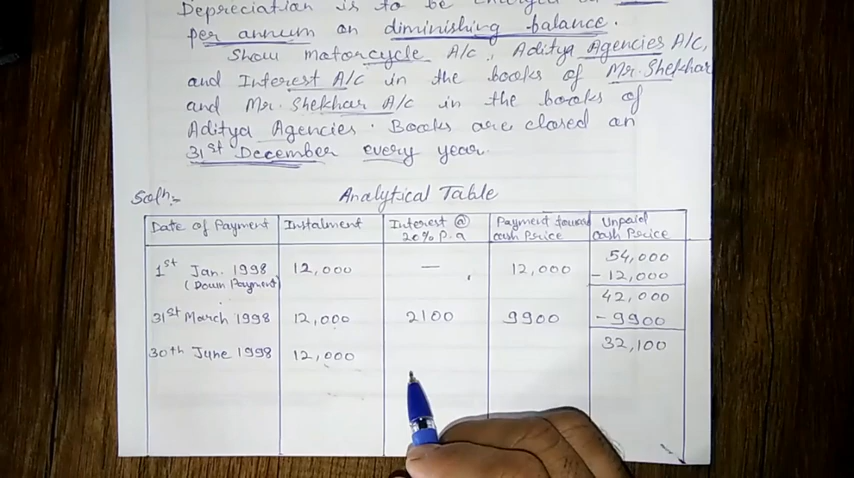 Depreciation is to be charged on
per annum on diminishing balance.
Show Motorcycle A/C, Aditya Agencies A/C,
and Interest A/C in the books of Mr. Shekhar
and Mr. Shekhar A/C in the books of
Aditya Agencies. Books are closed on
31st December every year.
Soln:-
Analytical Table
Date of Payment Instalment Interest @ 20% p.a Payment toward cash Price Unpaid cash Price
1st Jan. 1998 (Down Payment) 12,000 — 12,000 54,000
- 12,000
42,000
31st March 1998 12,000 2100 9900 - 9900
32,100
30th June 1998 12,000